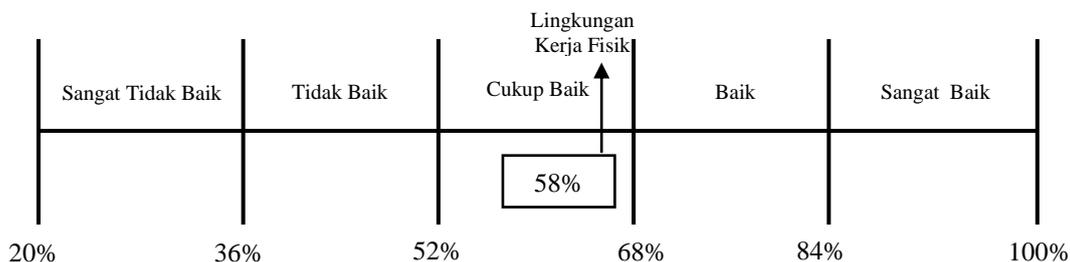 Lingkungan
Kerja Fisik
Sangat Tidak Baik
Tidak Baik
Cukup Baik
Baik
Sangat Baik
58%
20%
36%
52%
68%
84%
100%